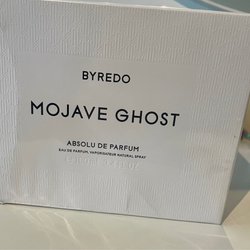 BYREDO
MOJAVE GHOST
ABSOLU DE PARFUM
EAU DE PARFUM, VAPORISATEUR NATURAL SPRAY